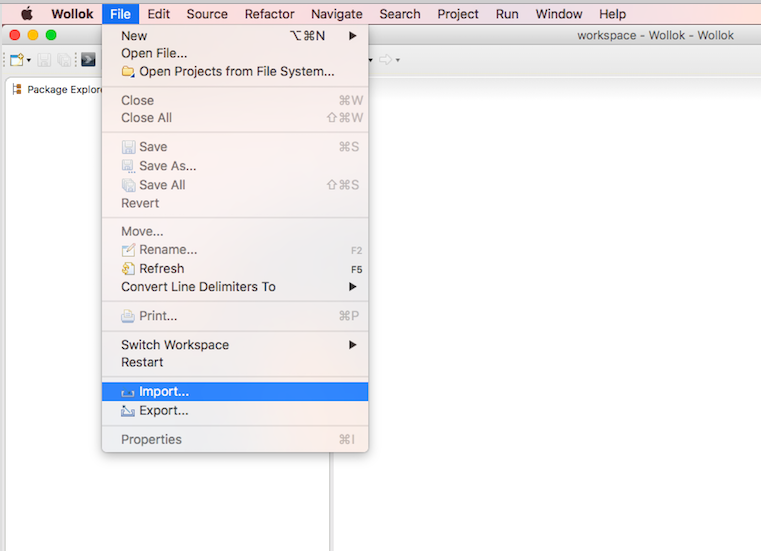 Wollok File Edit Source Refactor Navigate Search Project Run Window Help
workspace - Wollok - Wollok
Package Explor
New ⌥⌘N ▶
Open File...
Open Projects from File System...
Close ⌘W
Close All ⇧⌘W
Save ⌘S
Save As...
Save All ⇧⌘S
Revert
Move...
Rename... F2
Refresh F5
Convert Line Delimiters To ▶
Print... ⌘P
Switch Workspace ▶
Restart
Import...
Export...
Properties ⌘I